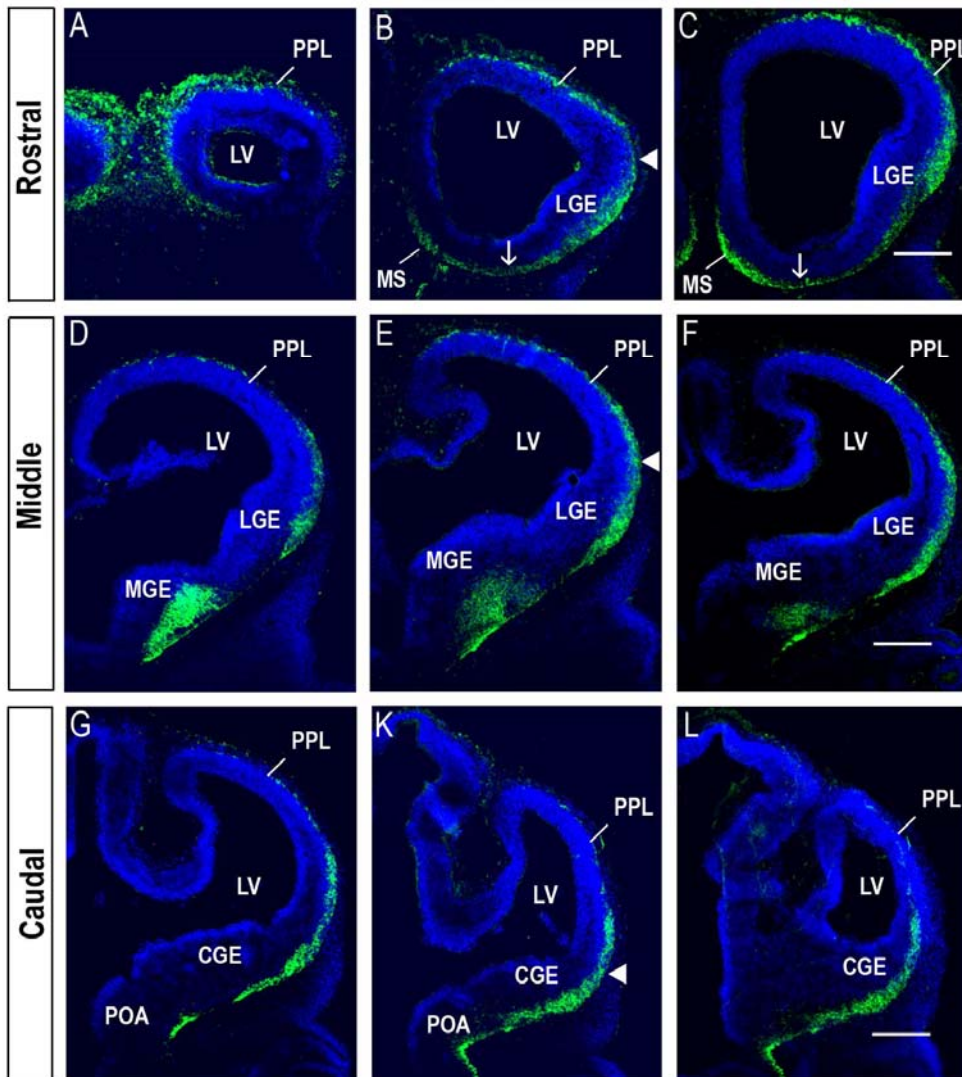 Rostral
A
PPL
LV
B
PPL
LV
LGE
MS
C
PPL
LV
LGE
MS
Middle
D
PPL
LV
LGE
MGE
E
PPL
LV
LGE
MGE
F
PPL
LV
LGE
MGE
Caudal
G
PPL
LV
CGE
POA
K
PPL
LV
CGE
POA
L
PPL
LV
CGE